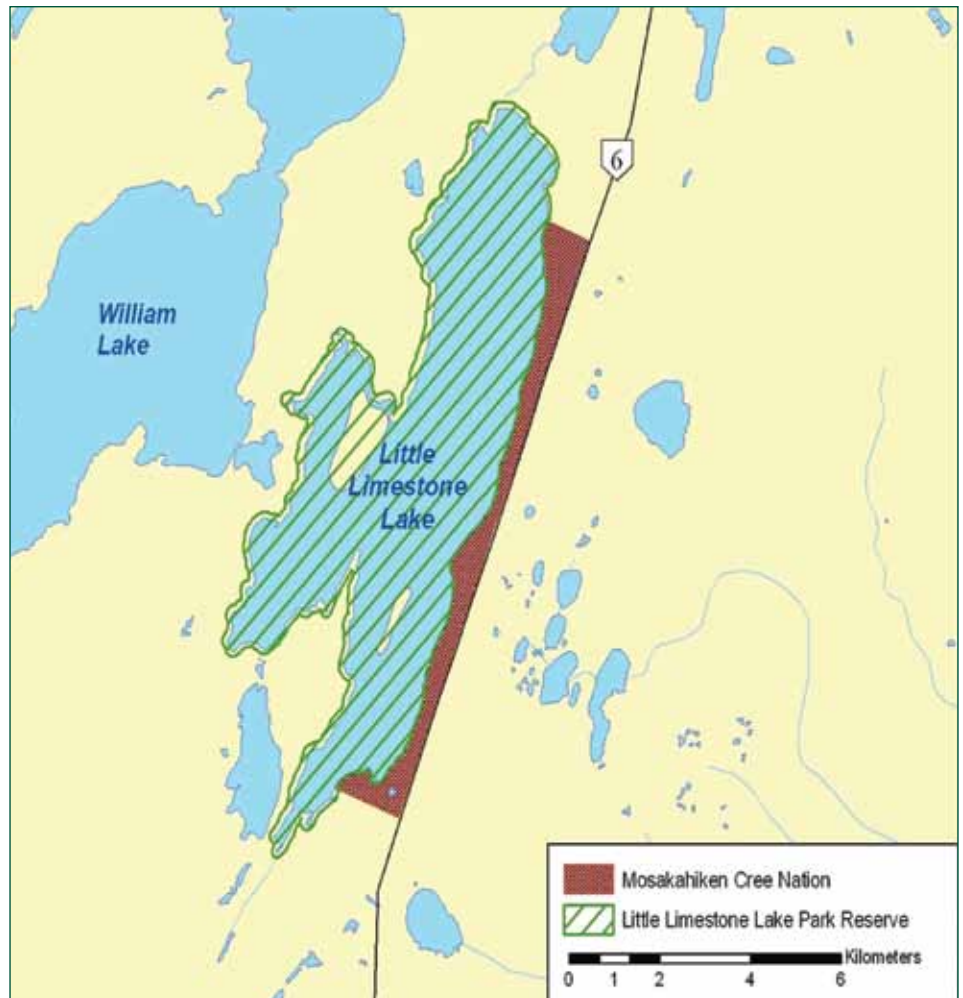 6
William
Lake
Little
Limestone
Lake
Mosakahiken Cree Nation
Little Limestone Lake Park Reserve
Kilometers
0 1 2 4 6